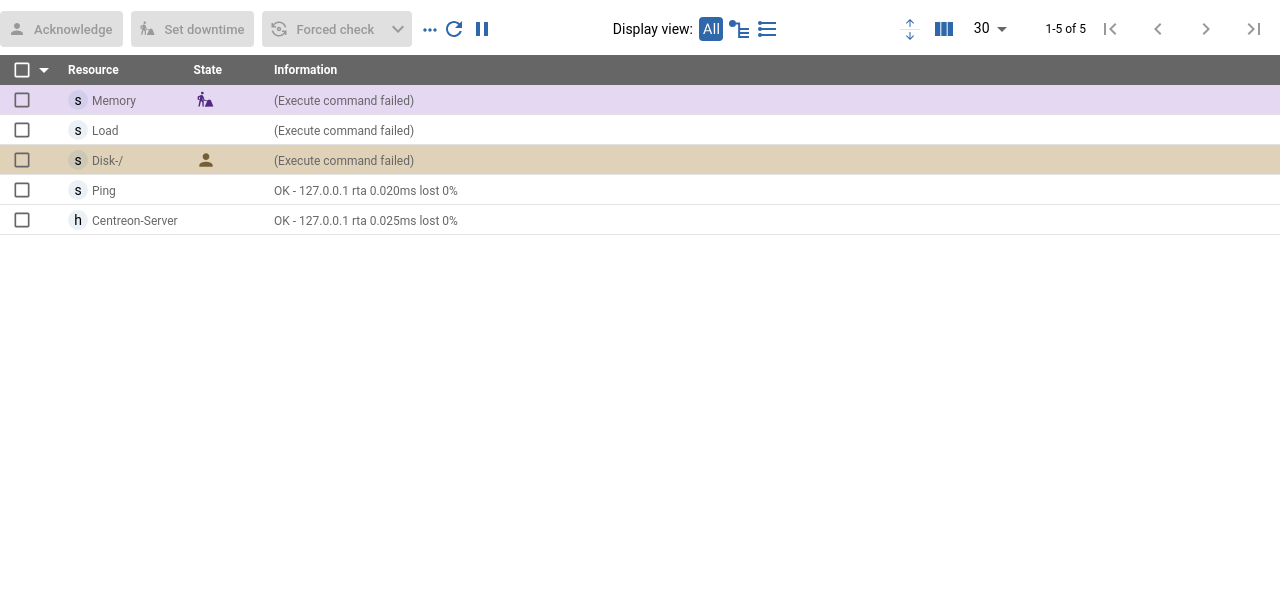 Acknowledge Set downtime Forced check Display view: All 30 1-5 of 5
Resource State Information
s Memory (Execute command failed)
s Load (Execute command failed)
s Disk-/ (Execute command failed)
s Ping OK - 127.0.0.1 rta 0.020ms lost 0%
h Centreon-Server OK - 127.0.0.1 rta 0.025ms lost 0%